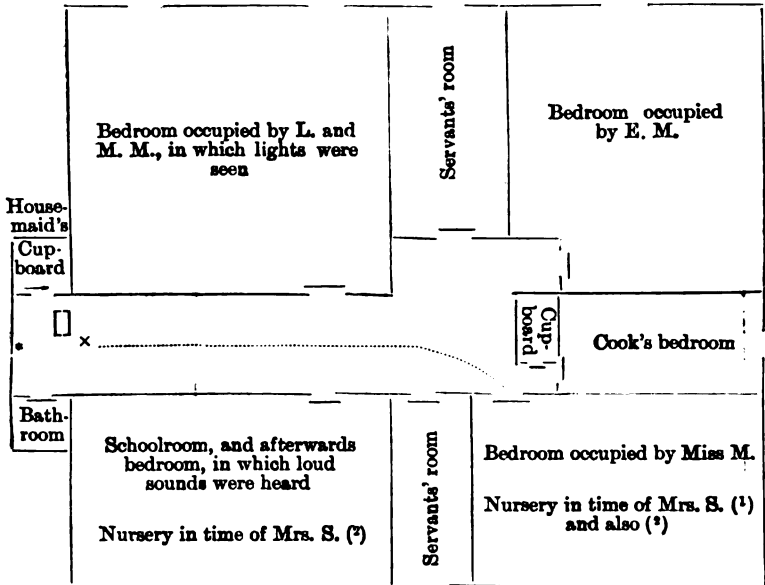 Bedroom occupied by L. and
M. M., in which lights were
seen
Servants' room
Bedroom occupied
by E. M.
House-
maid's
Cup-
board
×
Cup-
board
Cook's bedroom
Bath-
room
Schoolroom, and afterwards
bedroom, in which loud
sounds were heard
Nursery in time of Mrs. S. (²)
Servants' room
Bedroom occupied by Miss M.
Nursery in time of Mrs. S. (¹)
and also (²)